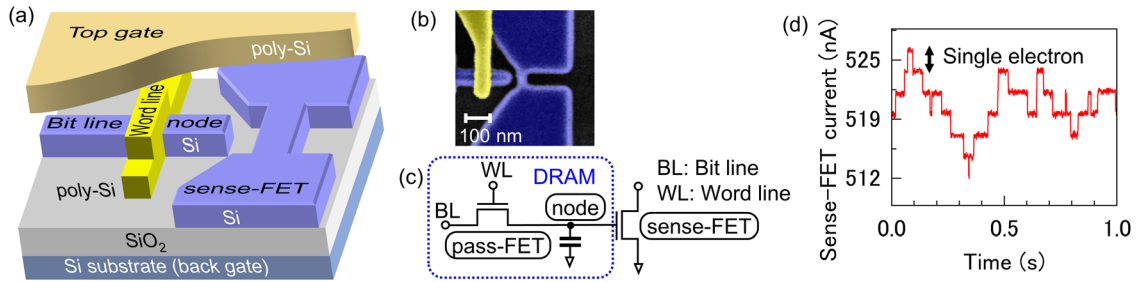 (a)
Top gate
poly-Si
Word line
Bit line
node
Si
poly-Si
sense-FET
Si
SiO2
Si substrate (back gate)
(b)
100 nm
(c)
WL
DRAM
BL: Bit line
WL: Word line
BL
node
pass-FET
sense-FET
(d)
Sense-FET current (nA)
525
519
512
Single electron
0.0
0.5
1.0
Time (s)